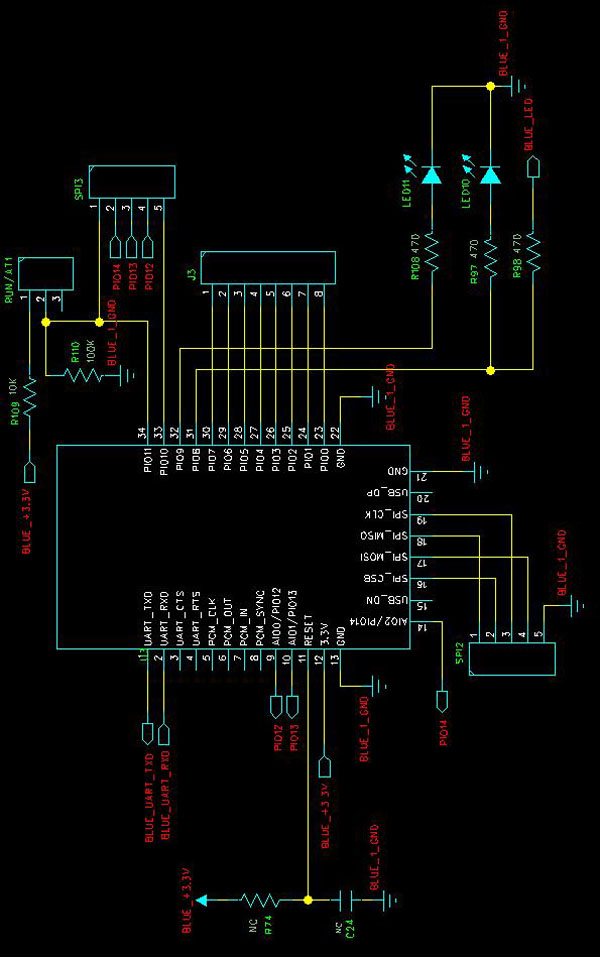 BLUE_1_GND
BLUE_LED
LED11
LED10
R108 470
R97 470
R98 470
SPI3
1
2
3
4
5
PIO14
PIO13
PIO12
RUN/AT1
1
2
3
J3
1
2
3
4
5
6
7
8
BLUE_1_GND
R110
100K
R109 10K
BLUE_+3.3V
BLUE_1_GND
34
33
32
31
30
29
28
27
26
25
24
23
22
PIO11
PIO10
PIO9
PIO8
PIO7
PIO6
PIO5
PIO4
PIO3
PIO2
PIO1
PIO0
GND
BLUE_1_GND
GND
21
USB_DP
20
SPI_CLK
19
SPI_MISO
18
SPI_MOSI
17
SPI_CSB
16
USB_DN
15
AIO2/PIO14
14
BLUE_1_GND
1
2
3
4
5
SPI2
PIO14
UART_TXD
UART_RXD
UART_CTS
UART_RTS
PCM_CLK
PCM_OUT
PCM_IN
PCM_SYNC
AIO0/PIO12
AIO1/PIO13
RESET
3.3V
GND
1
2
3
4
5
6
7
8
9
10
11
12
13
BLUE_UART_TXD
BLUE_UART_RXD
PIO12
PIO13
BLUE_+3.3V
BLUE_1_GND
BLUE_+3.3V
NC
R74
NC
C24
BLUE_1_GND